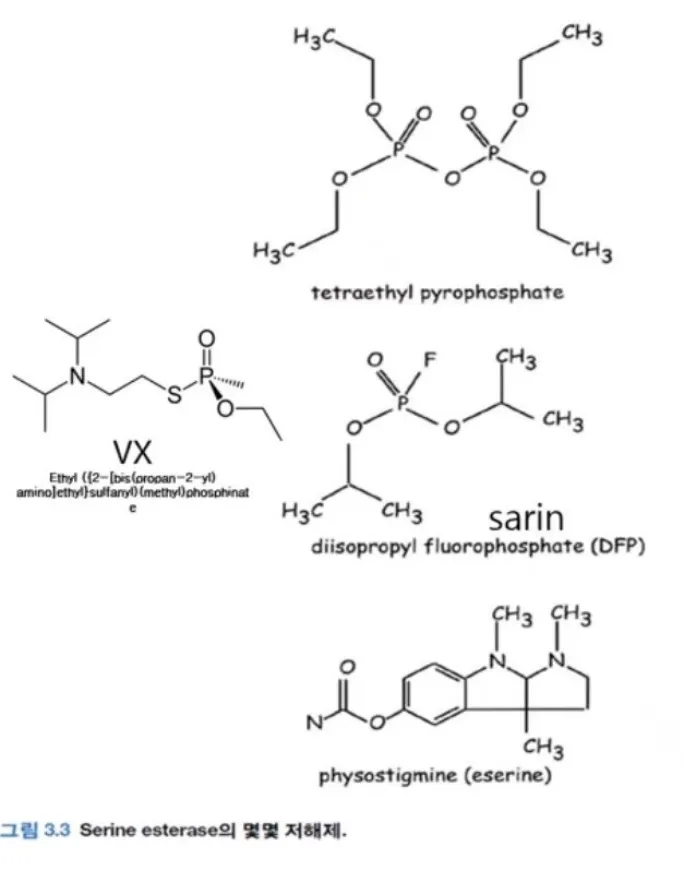 H3C
CH3
O
O
O
O
P
P
O
O
O
H3C
CH3
tetraethyl pyrophosphate
O
N
P
S
O
VX
Ethyl ({2-[bis(propan-2-yl)
amino]ethyl}sulfanyl)(methyl)phosphinat
e
O
F
CH3
P
O
O
CH3
H3C
CH3
sarin
diisopropyl fluorophosphate (DFP)
CH3
CH3
N
N
O
N
O
CH3
physostigmine (eserine)
그림 3.3 Serine esterase의 몇몇 저해제.